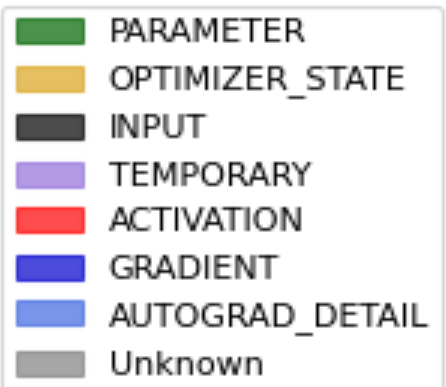 PARAMETER
OPTIMIZER_STATE
INPUT
TEMPORARY
ACTIVATION
GRADIENT
AUTOGRAD_DETAIL
Unknown